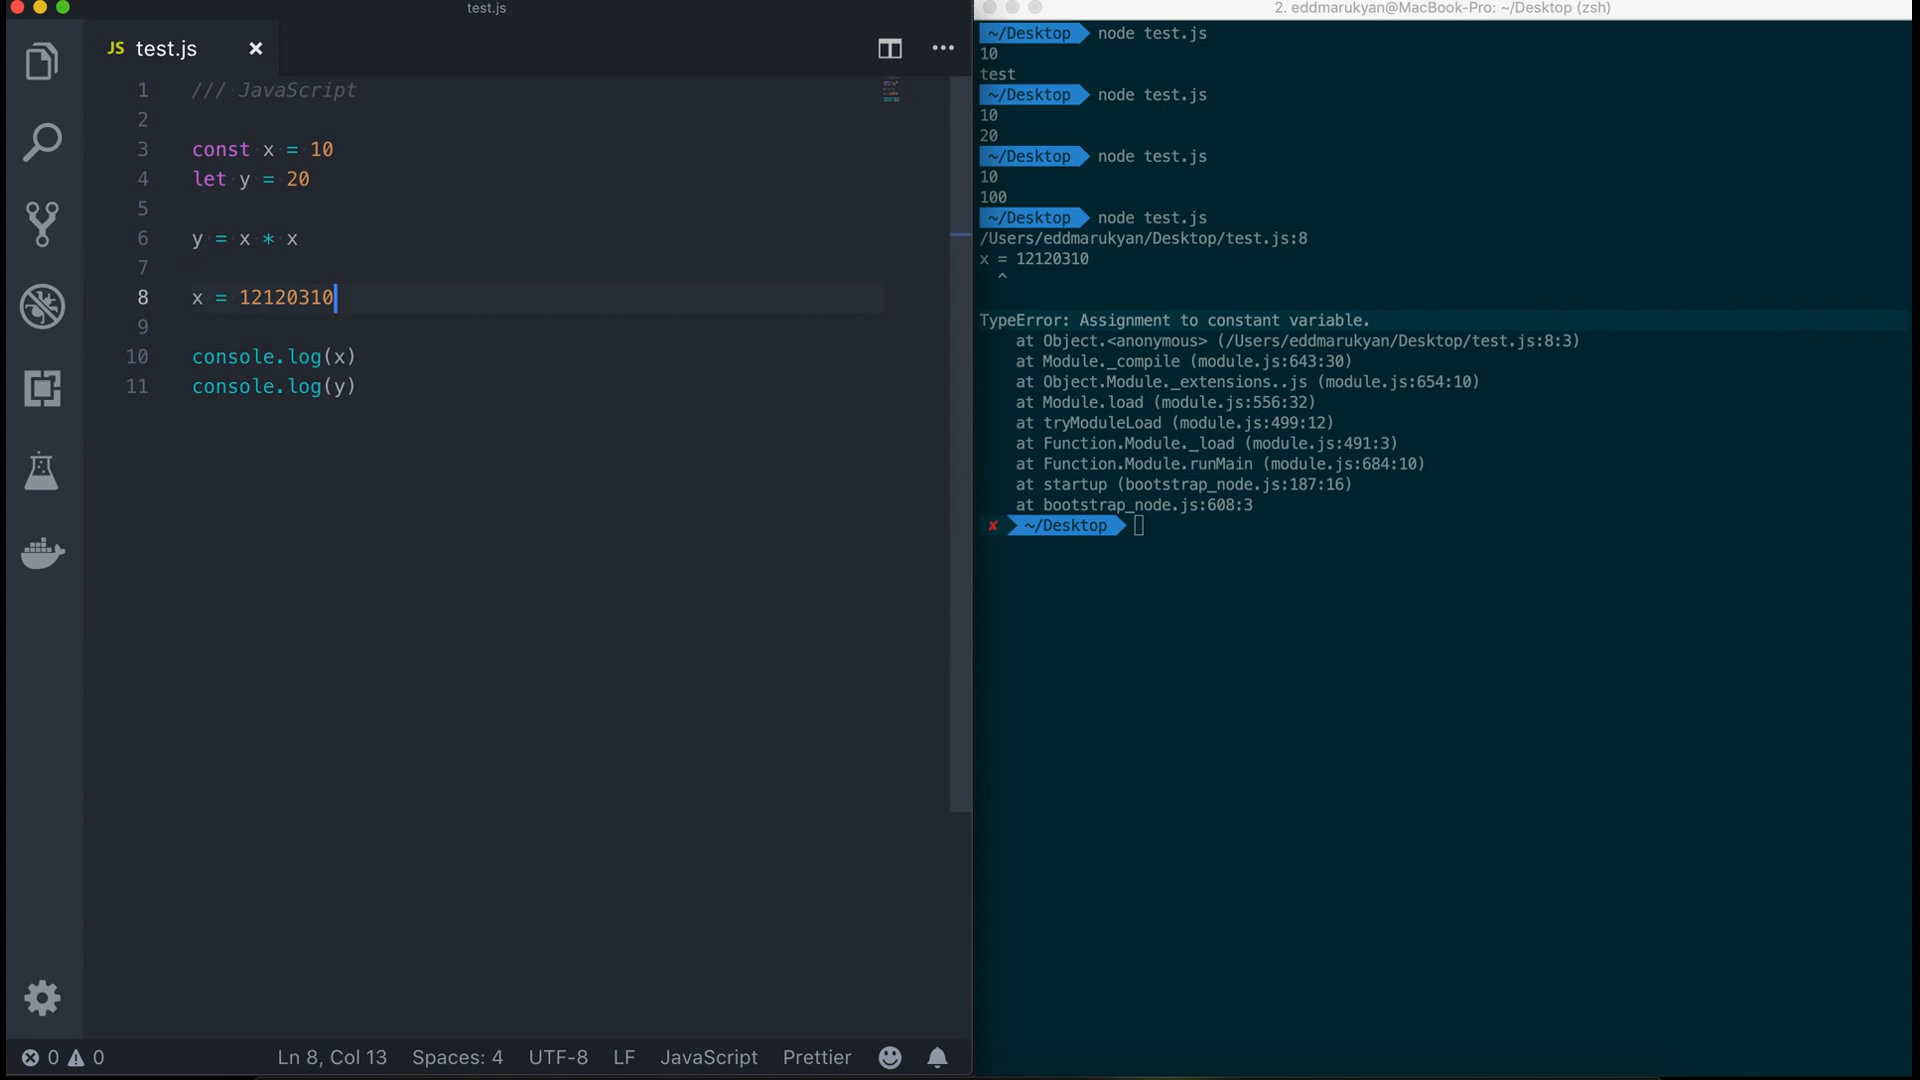 test.js
JS test.js
1 /// JavaScript
2
3 const x = 10
4 let y = 20
5
6 y = x * x
7
8 x = 12120310
9
10 console.log(x)
11 console.log(y)
0 0 Ln 8, Col 13 Spaces: 4 UTF-8 LF JavaScript Prettier
2. eddmarukyan@MacBook-Pro: ~/Desktop (zsh)
~/Desktop node test.js
10
test
~/Desktop node test.js
10
20
~/Desktop node test.js
10
100
~/Desktop node test.js
/Users/eddmarukyan/Desktop/test.js:8
x = 12120310
^
TypeError: Assignment to constant variable.
at Object.<anonymous> (/Users/eddmarukyan/Desktop/test.js:8:3)
at Module._compile (module.js:643:30)
at Object.Module._extensions..js (module.js:654:10)
at Module.load (module.js:556:32)
at tryModuleLoad (module.js:499:12)
at Function.Module._load (module.js:491:3)
at Function.Module.runMain (module.js:684:10)
at startup (bootstrap_node.js:187:16)
at bootstrap_node.js:608:3
✘ ~/Desktop